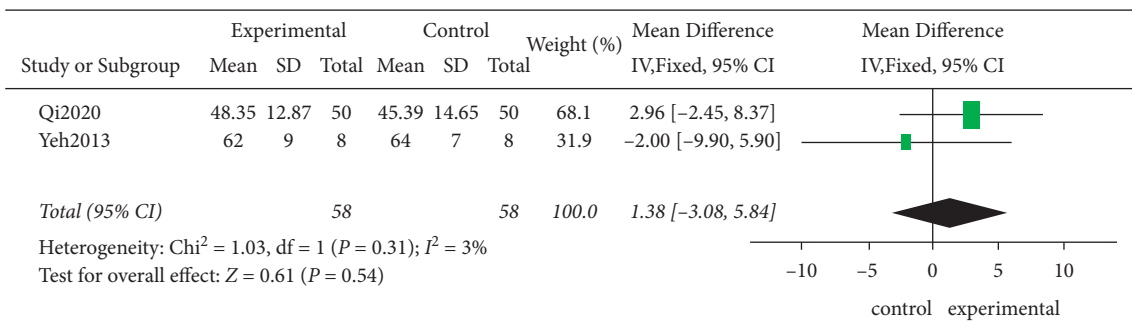 Experimental Control Weight (%) Mean Difference Mean Difference
Study or Subgroup Mean SD Total Mean SD Total IV,Fixed, 95% CI IV,Fixed, 95% CI
Qi2020 48.35 12.87 50 45.39 14.65 50 68.1 2.96 [–2.45, 8.37]
Yeh2013 62 9 8 64 7 8 31.9 –2.00 [–9.90, 5.90]
Total (95% CI) 58 58 100.0 1.38 [–3.08, 5.84]
Heterogeneity: Chi² = 1.03, df = 1 (P = 0.31); I² = 3%
Test for overall effect: Z = 0.61 (P = 0.54)
–10 –5 0 5 10
control experimental